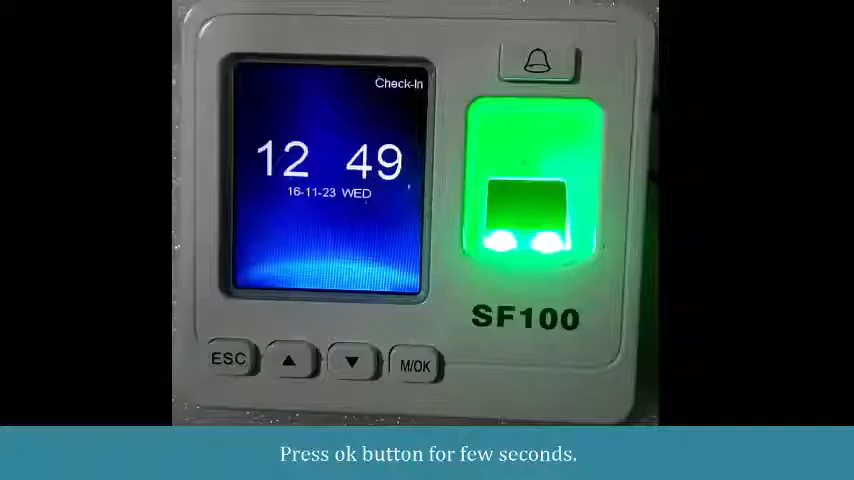 Check-In
12 49
16-11-23 WED
SF100
ESC
M/OK
Press ok button for few seconds.